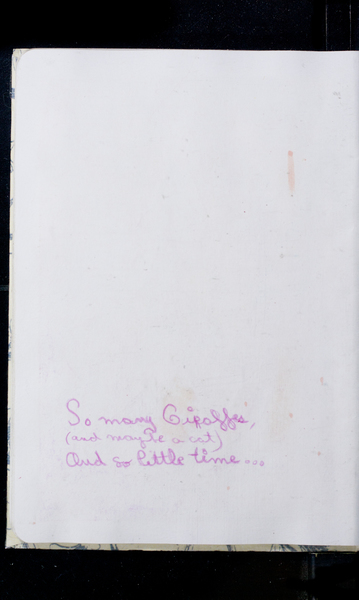 So many Giraffes,
(and maybe a cat)
And so little time...